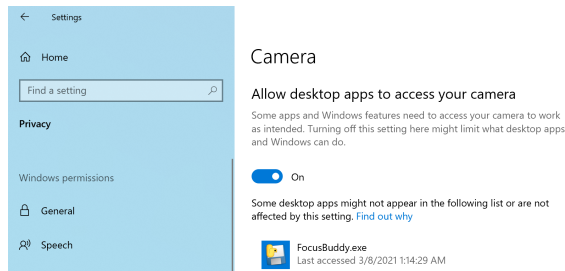 Settings
Home
Find a setting
Privacy
Windows permissions
General
Speech
Camera
Allow desktop apps to access your camera
Some apps and Windows features need to access your camera to work
as intended. Turning off this setting here might limit what desktop apps
and Windows can do.
On
Some desktop apps might not appear in the following list or are not
affected by this setting. Find out why
FocusBuddy.exe
Last accessed 3/8/2021 1:14:29 AM